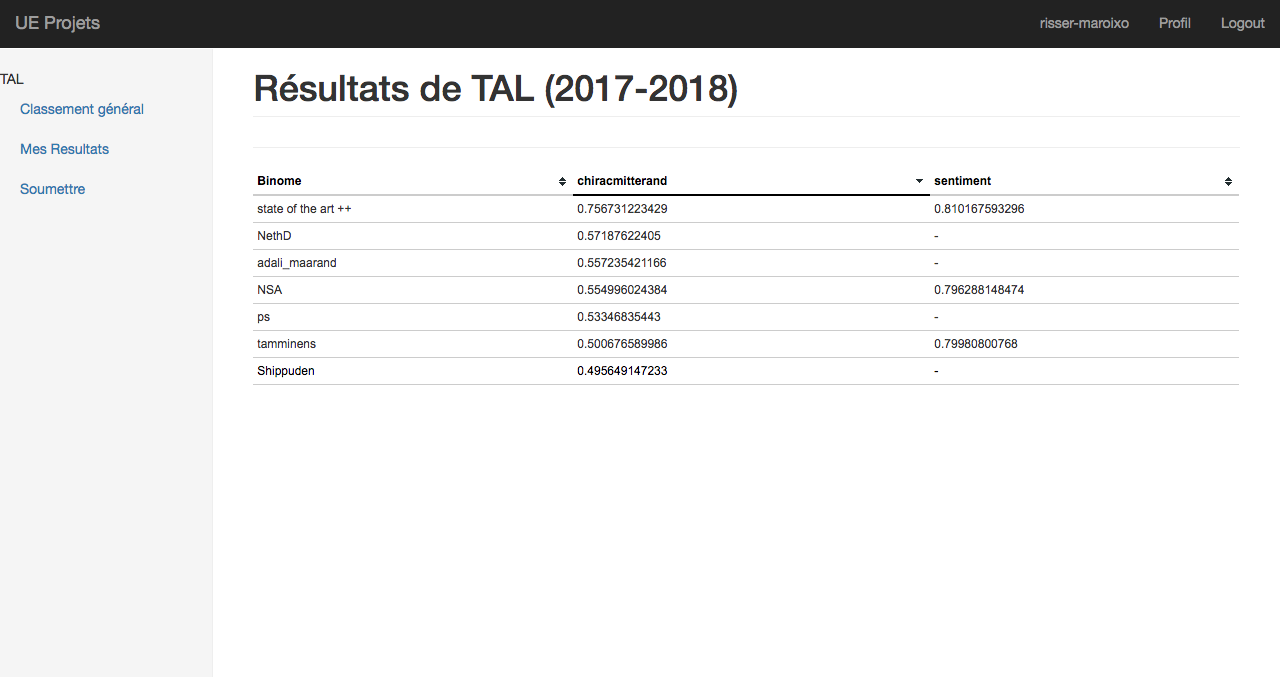 UE Projets risser-maroixo Profil Logout
TAL
Classement général
Mes Resultats
Soumettre
Résultats de TAL (2017-2018)
Binome chiracmitterand sentiment
state of the art ++ 0.756731223429 0.810167593296
NethD 0.57187622405 -
adali_maarand 0.557235421166 -
NSA 0.554996024384 0.796288148474
ps 0.53346835443 -
tamminens 0.500676589986 0.79980800768
Shippuden 0.495649147233 -